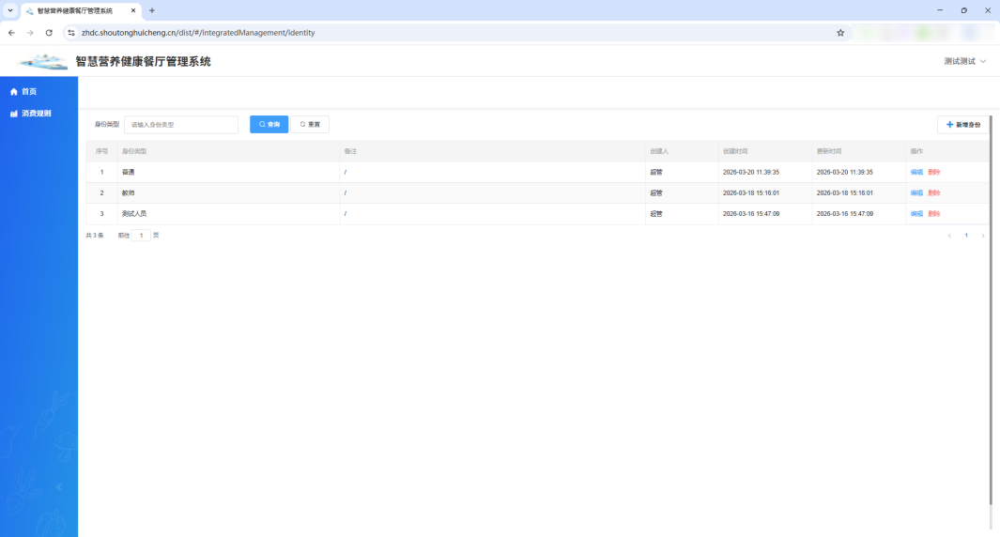 智慧营养健康餐厅管理系统
zhdc.shoutonghuicheng.cn/dist/#/integratedManagement/identity
智慧营养健康餐厅管理系统
测试测试
首页
消费规则
身份类型 请输入身份类型 查询 重置 新增身份
序号 身份类型 备注 创建人 创建时间 更新时间 操作
1 普通 / 超管 2026-03-20 11:39:35 2026-03-20 11:39:35 编辑 删除
2 教师 / 超管 2026-03-18 15:16:01 2026-03-18 15:16:01 编辑 删除
3 测试人员 / 超管 2026-03-16 15:47:09 2026-03-16 15:47:09 编辑 删除
共 3 条 前往 1 页 1